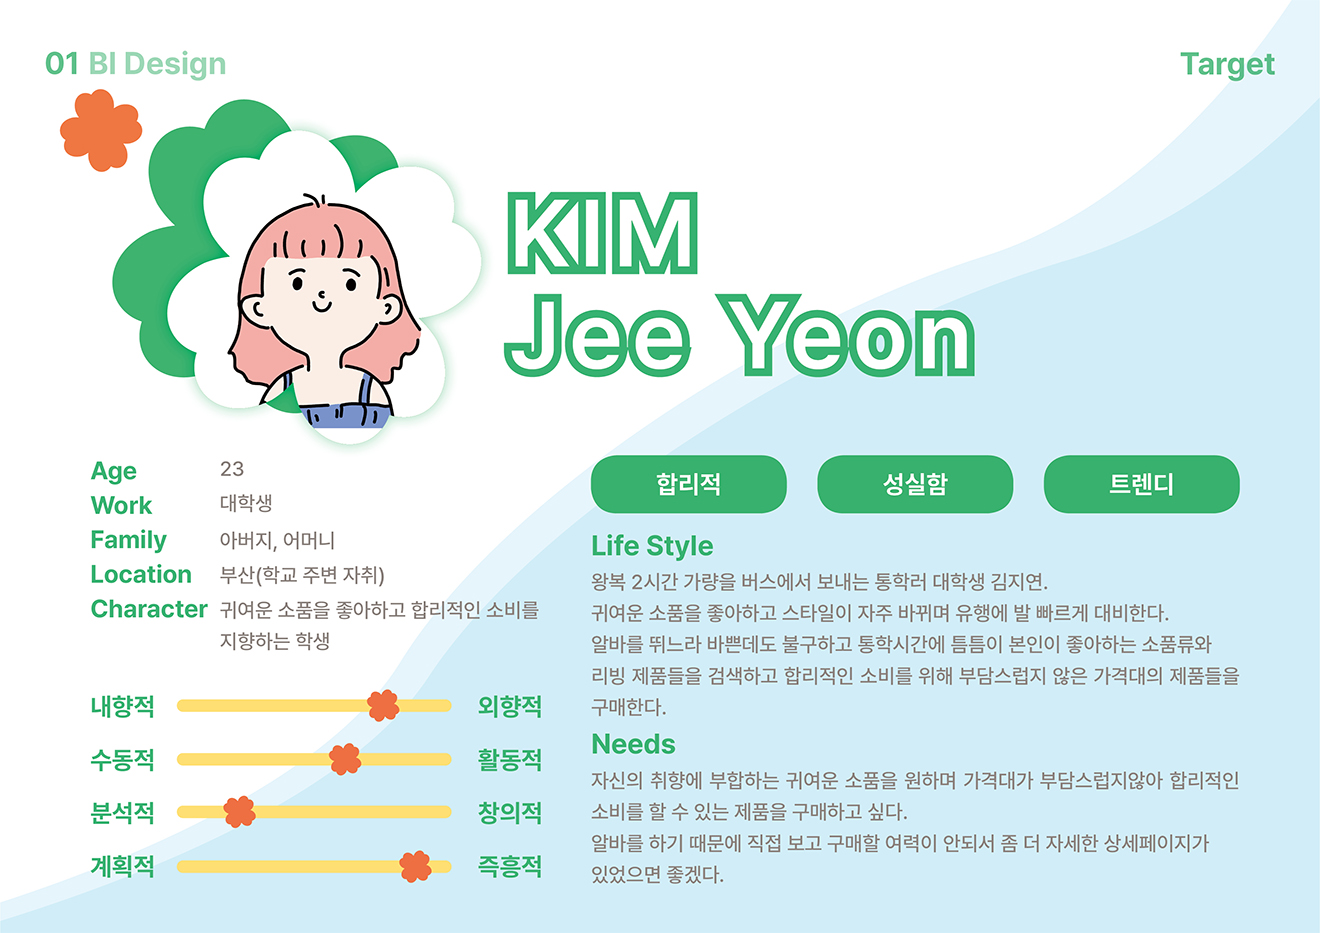 01 BI Design
Target
KIM
Jee Yeon
Age 23
Work 대학생
Family 아버지, 어머니
Location 부산(학교 주변 자취)
Character 귀여운 소품을 좋아하고 합리적인 소비를
지향하는 학생
내향적 외향적
수동적 활동적
분석적 창의적
계획적 즉흥적
합리적 성실함 트렌디
Life Style
왕복 2시간 가량을 버스에서 보내는 통학러 대학생 김지연.
귀여운 소품을 좋아하고 스타일이 자주 바뀌며 유행에 발 빠르게 대비한다.
알바를 뛰느라 바쁜데도 불구하고 통학시간에 틈틈이 본인이 좋아하는 소품류와
리빙 제품들을 검색하고 합리적인 소비를 위해 부담스럽지 않은 가격대의 제품들을
구매한다.
Needs
자신의 취향에 부합하는 귀여운 소품을 원하며 가격대가 부담스럽지않아 합리적인
소비를 할 수 있는 제품을 구매하고 싶다.
알바를 하기 때문에 직접 보고 구매할 여력이 안되서 좀 더 자세한 상세페이지가
있었으면 좋겠다.